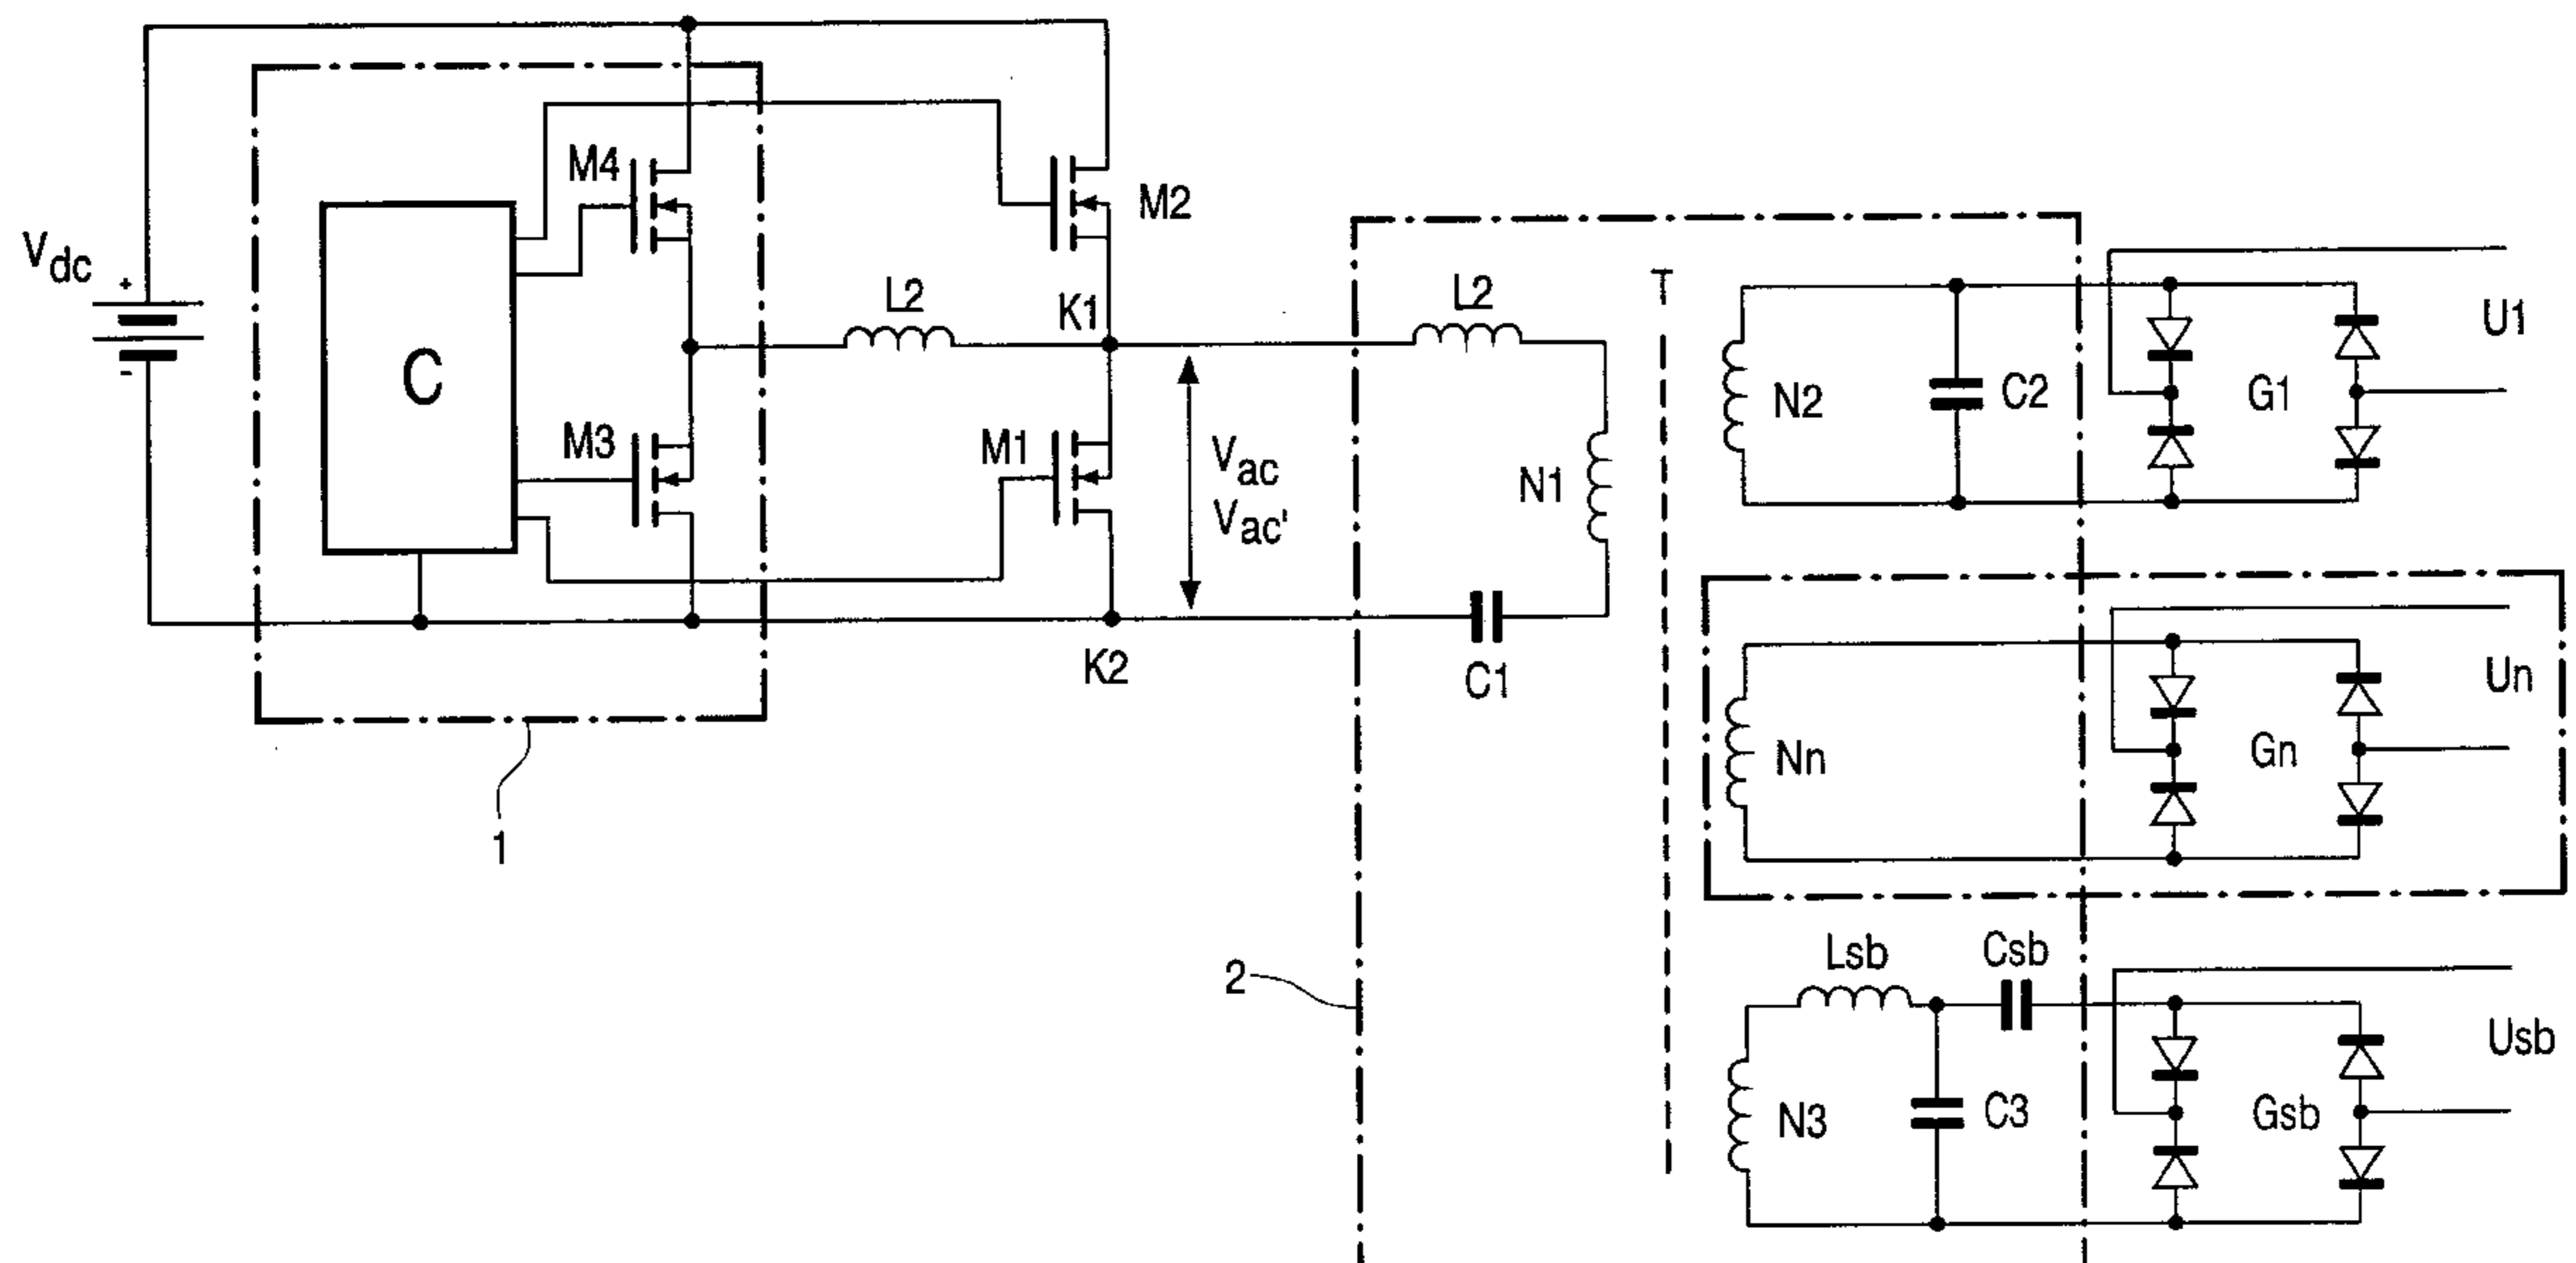 Vdc
+
-
C
M4
M3
L2
K1
M2
M1
Vac
Vac'
K2
1
2
L2
T
N1
C1
N2
C2
G1
U1
Nn
Gn
Un
Lsb
Csb
N3
C3
Gsb
Usb